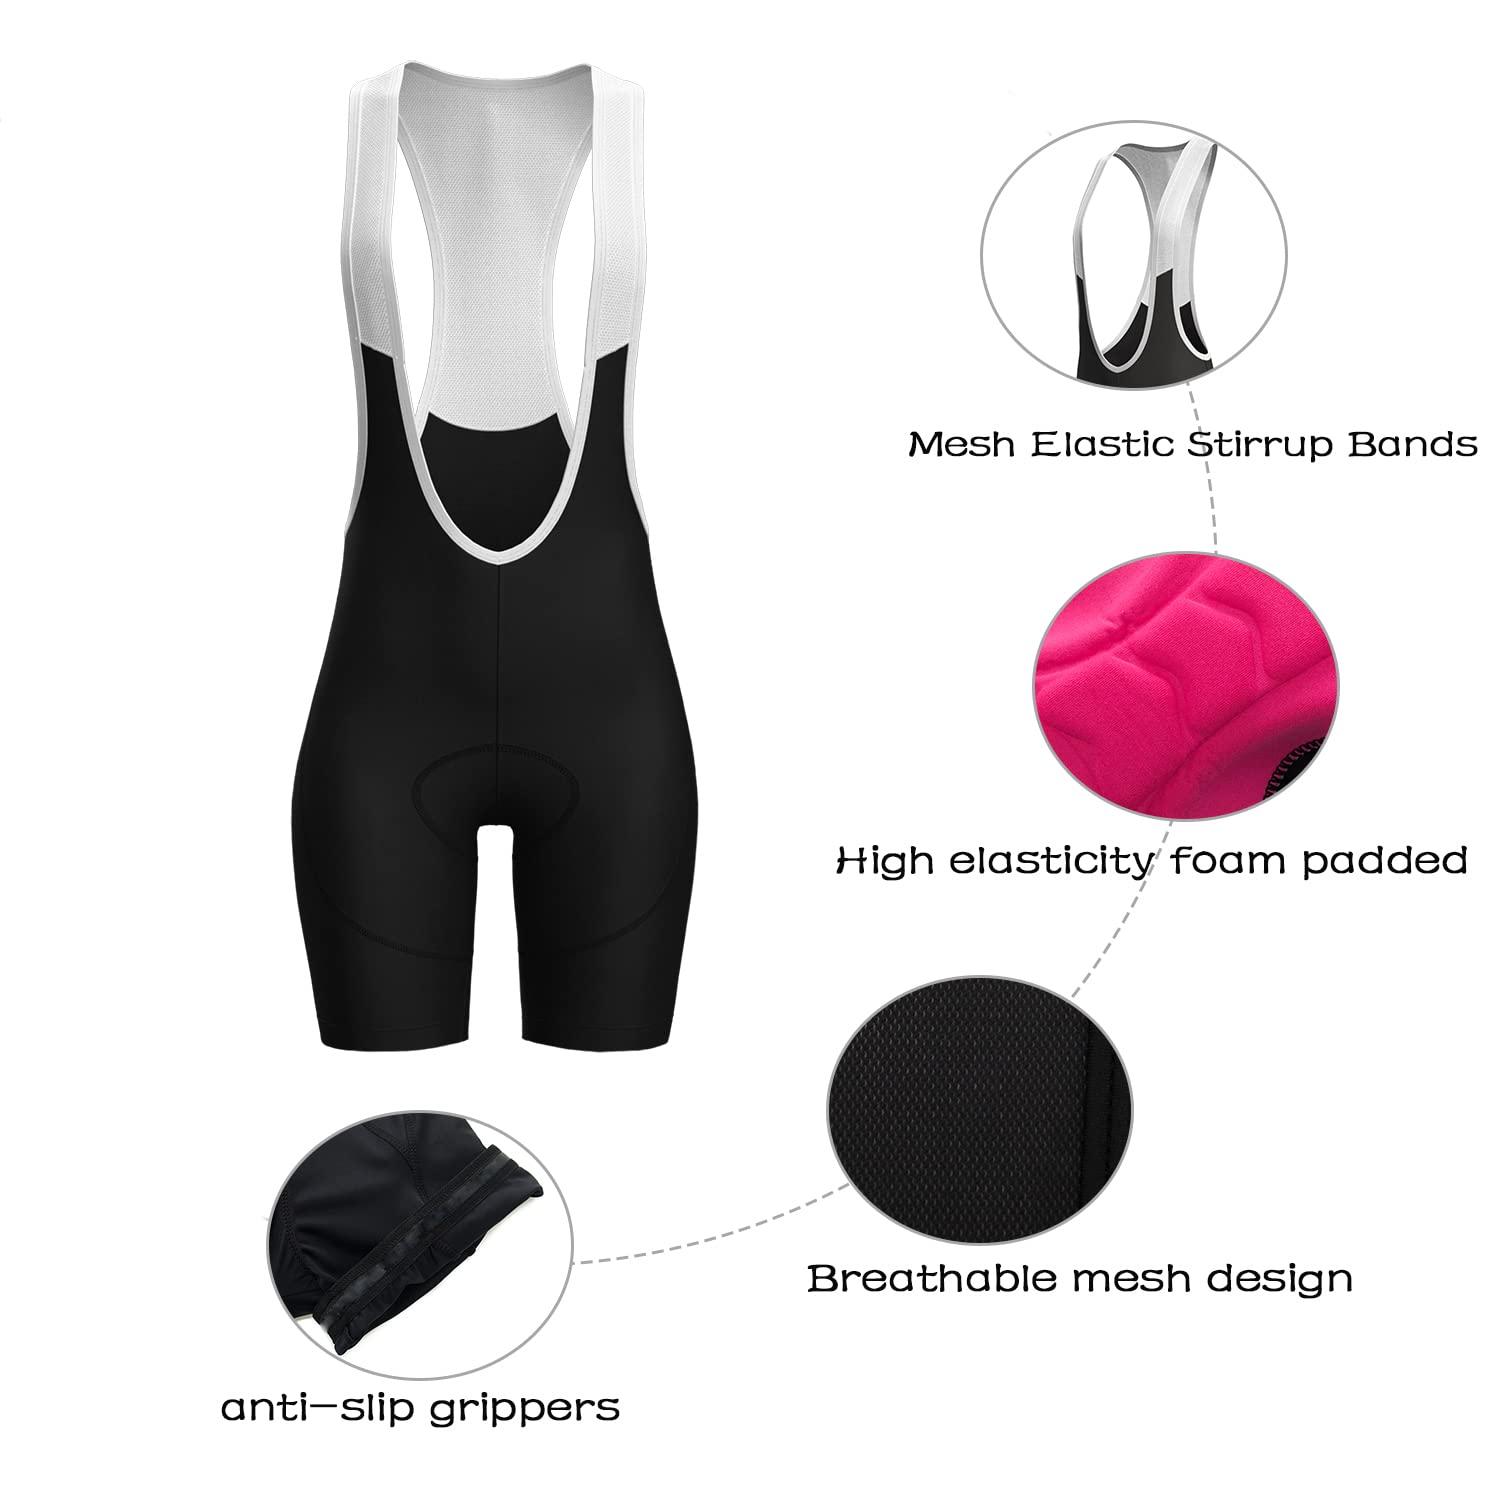 Mesh Elastic Stirrup Bands
High elasticity foam padded
Breathable mesh design
anti-slip grippers